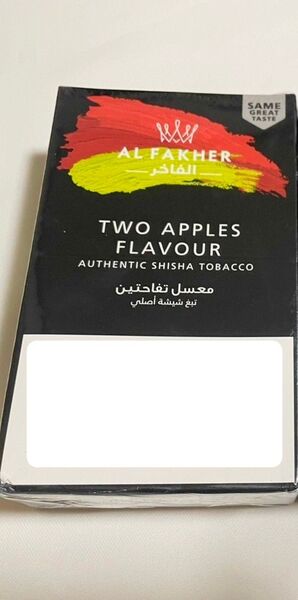 SAME
GREAT
TASTE
AL FAKHER
الفاخر
TWO APPLES
FLAVOUR
AUTHENTIC SHISHA TOBACCO
معسل تفاحتين
تبغ شيشة أصلي